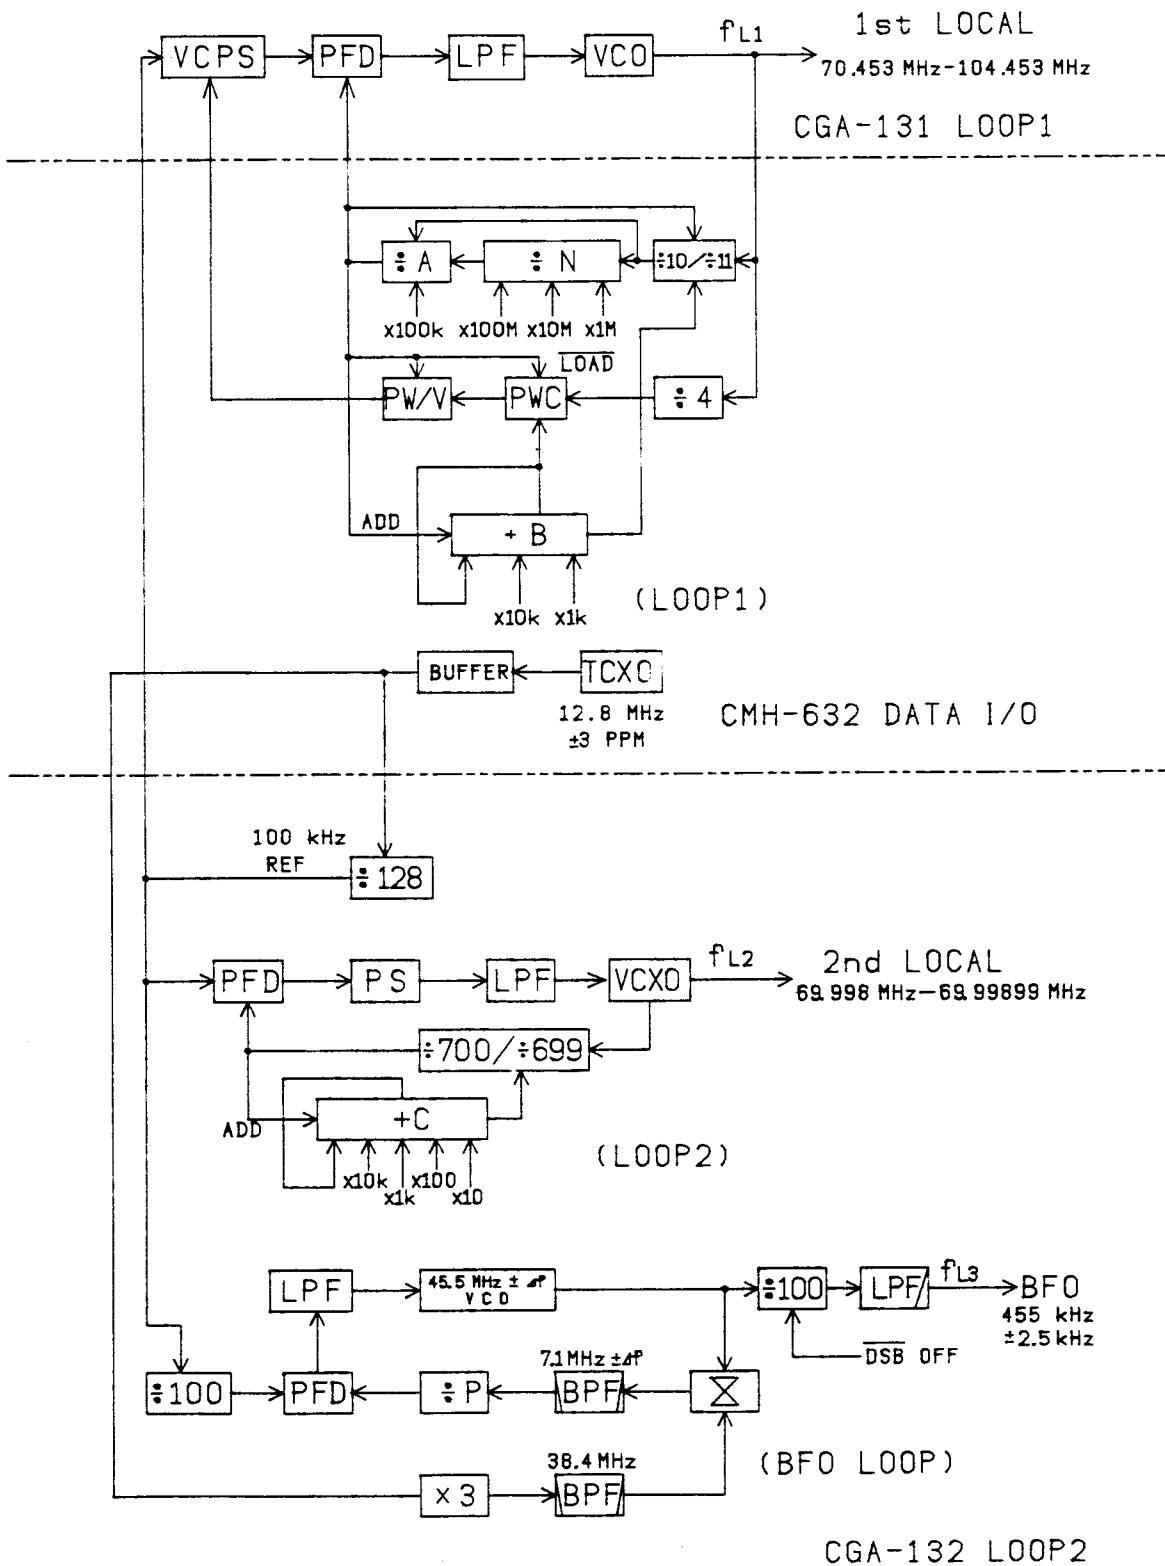 fL1
1st LOCAL
VCPS
PFD
LPF
VCO
70.453 MHz-104.453 MHz
CGA-131 LOOP1
÷ A
÷ N
÷10/÷11
x100k
x100M
x10M
x1M
LOAD
PW/V
PWC
÷ 4
ADD
+ B
x10k
x1k
(LOOP1)
BUFFER
TCXO
12.8 MHz
±3 PPM
CMH-632 DATA I/O
100 kHz
REF
÷128
fL2
2nd LOCAL
PFD
PS
LPF
VCXO
69.998 MHz—69.99899 MHz
÷700/÷699
ADD
+C
x10k
x1k
x100
x10
(LOOP2)
LPF
45.5 MHz ± ⊿f
VCO
÷100
LPF
fL3
BFO
455 kHz
±2.5 kHz
DSB OFF
÷100
PFD
÷ P
7.1 MHz ±⊿f
BPF
(BFO LOOP)
x 3
38.4 MHz
BPF
CGA-132 LOOP2